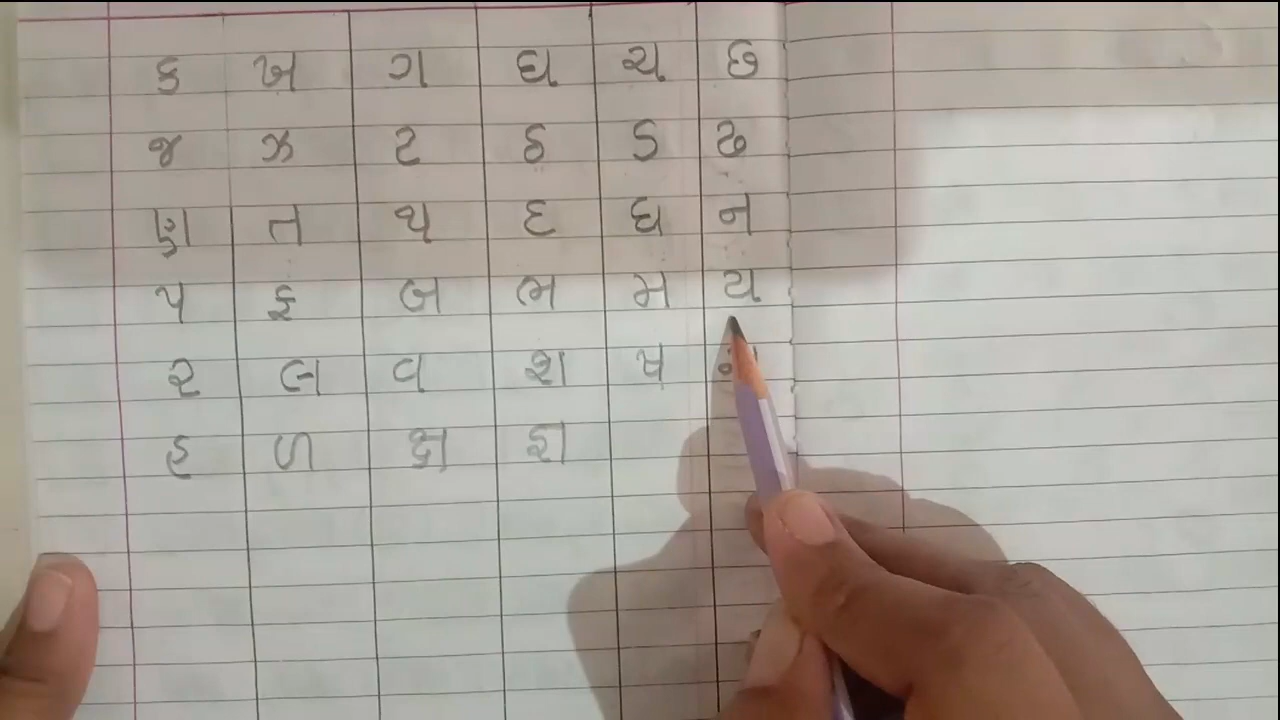 ક ખ ગ ઘ ચ છ
જ ઝ ટ ઠ ડ ઢ
ણ ત થ દ ધ ન
પ ફ બ ભ મ ય
ર લ વ શ ષ
હ ળ ક્ષ જ્ઞ